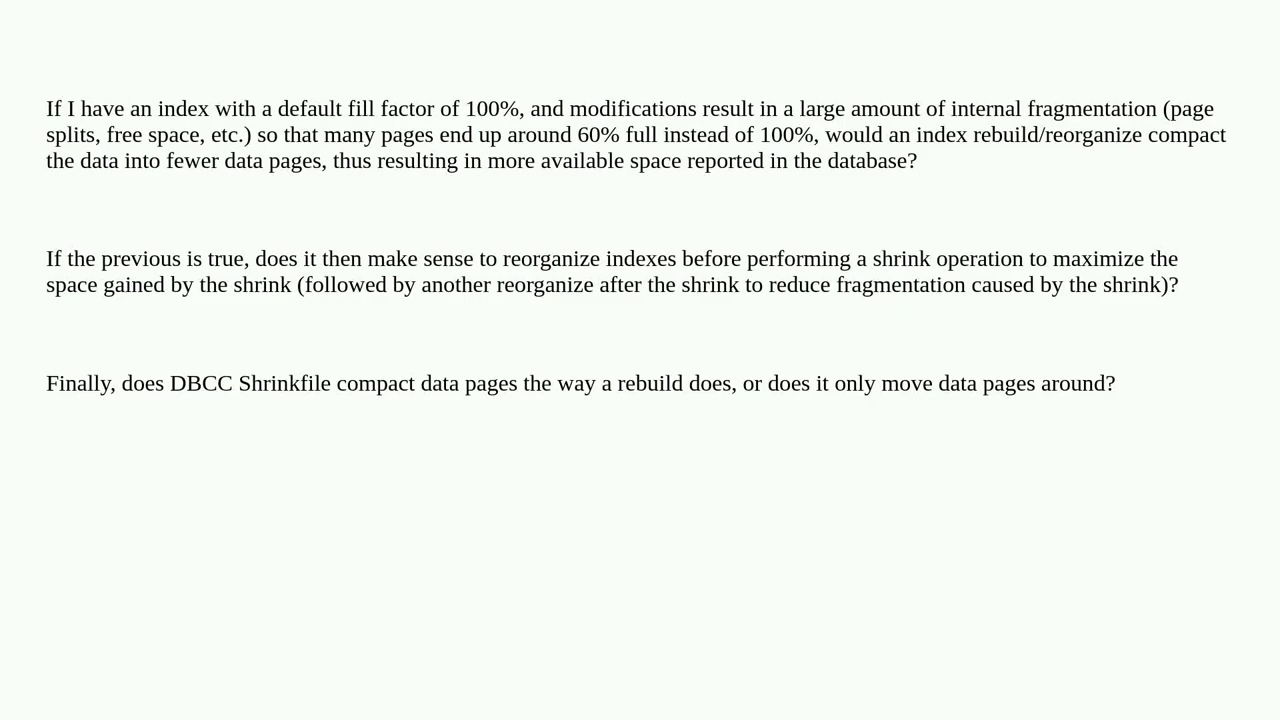 If I have an index with a default fill factor of 100%, and modifications result in a large amount of internal fragmentation (page
splits, free space, etc.) so that many pages end up around 60% full instead of 100%, would an index rebuild/reorganize compact
the data into fewer data pages, thus resulting in more available space reported in the database?
If the previous is true, does it then make sense to reorganize indexes before performing a shrink operation to maximize the
space gained by the shrink (followed by another reorganize after the shrink to reduce fragmentation caused by the shrink)?
Finally, does DBCC Shrinkfile compact data pages the way a rebuild does, or does it only move data pages around?